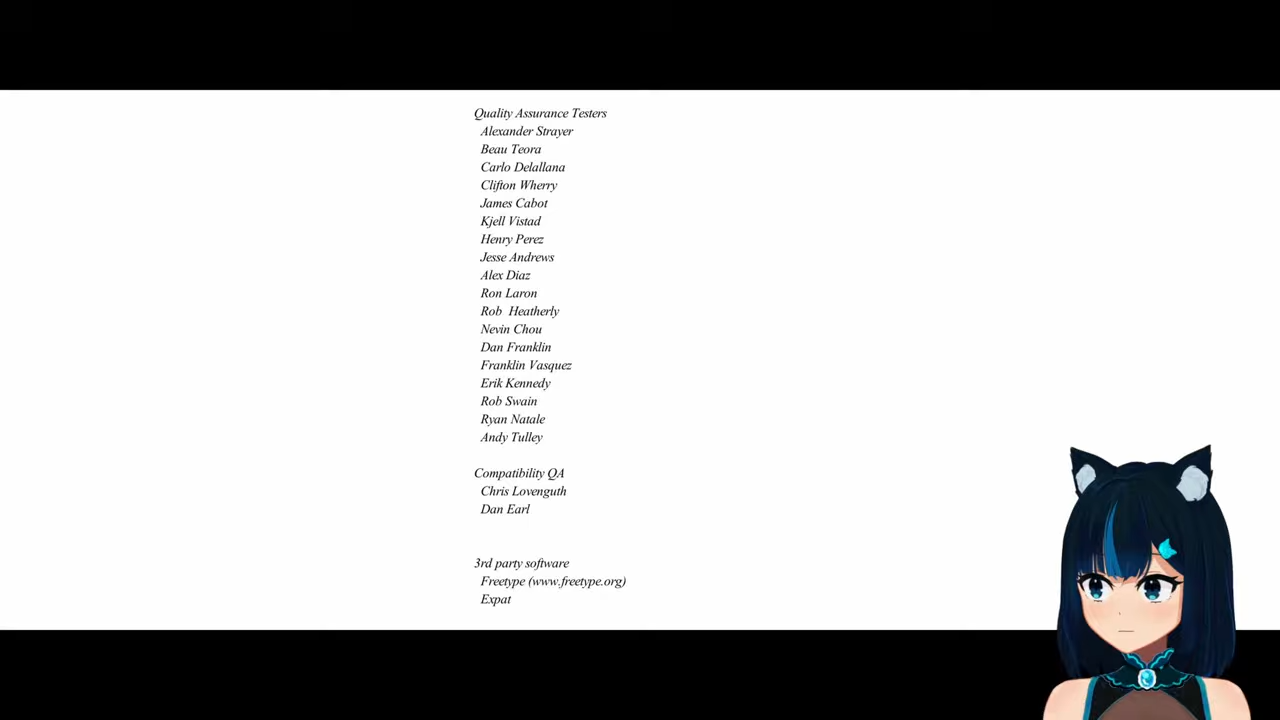 Quality Assurance Testers
Alexander Strayer
Beau Teora
Carlo Delallana
Clifton Wherry
James Cabot
Kjell Vistad
Henry Perez
Jesse Andrews
Alex Diaz
Ron Laron
Rob  Heatherly
Nevin Chou
Dan Franklin
Franklin Vasquez
Erik Kennedy
Rob Swain
Ryan Natale
Andy Tulley
Compatibility QA
Chris Lovenguth
Dan Earl
3rd party software
Freetype (www.freetype.org)
Expat